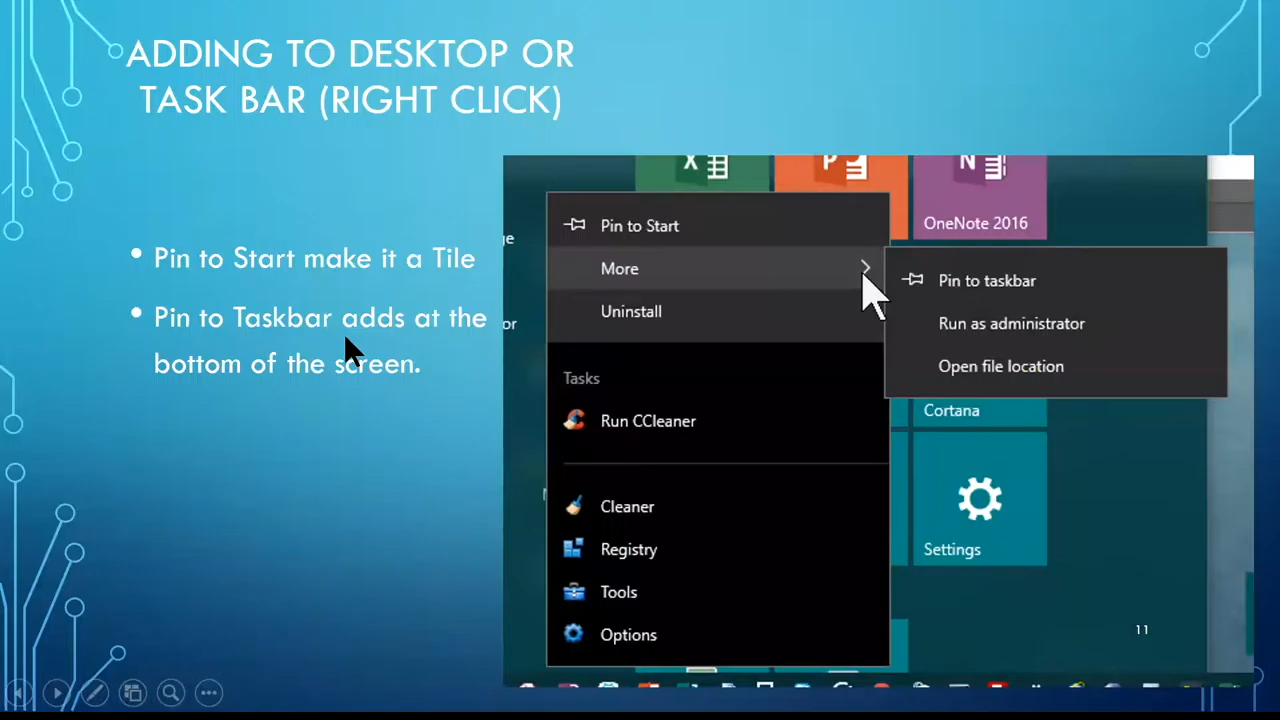 ADDING TO DESKTOP OR
TASK BAR (RIGHT CLICK)
• Pin to Start make it a Tile
• Pin to Taskbar adds at the
bottom of the screen.
X
P
N
OneNote 2016
ge
or
Pin to Start
More
Uninstall
Pin to taskbar
Run as administrator
Open file location
Tasks
Run CCleaner
Cleaner
Registry
Tools
Options
Cortana
Settings
11